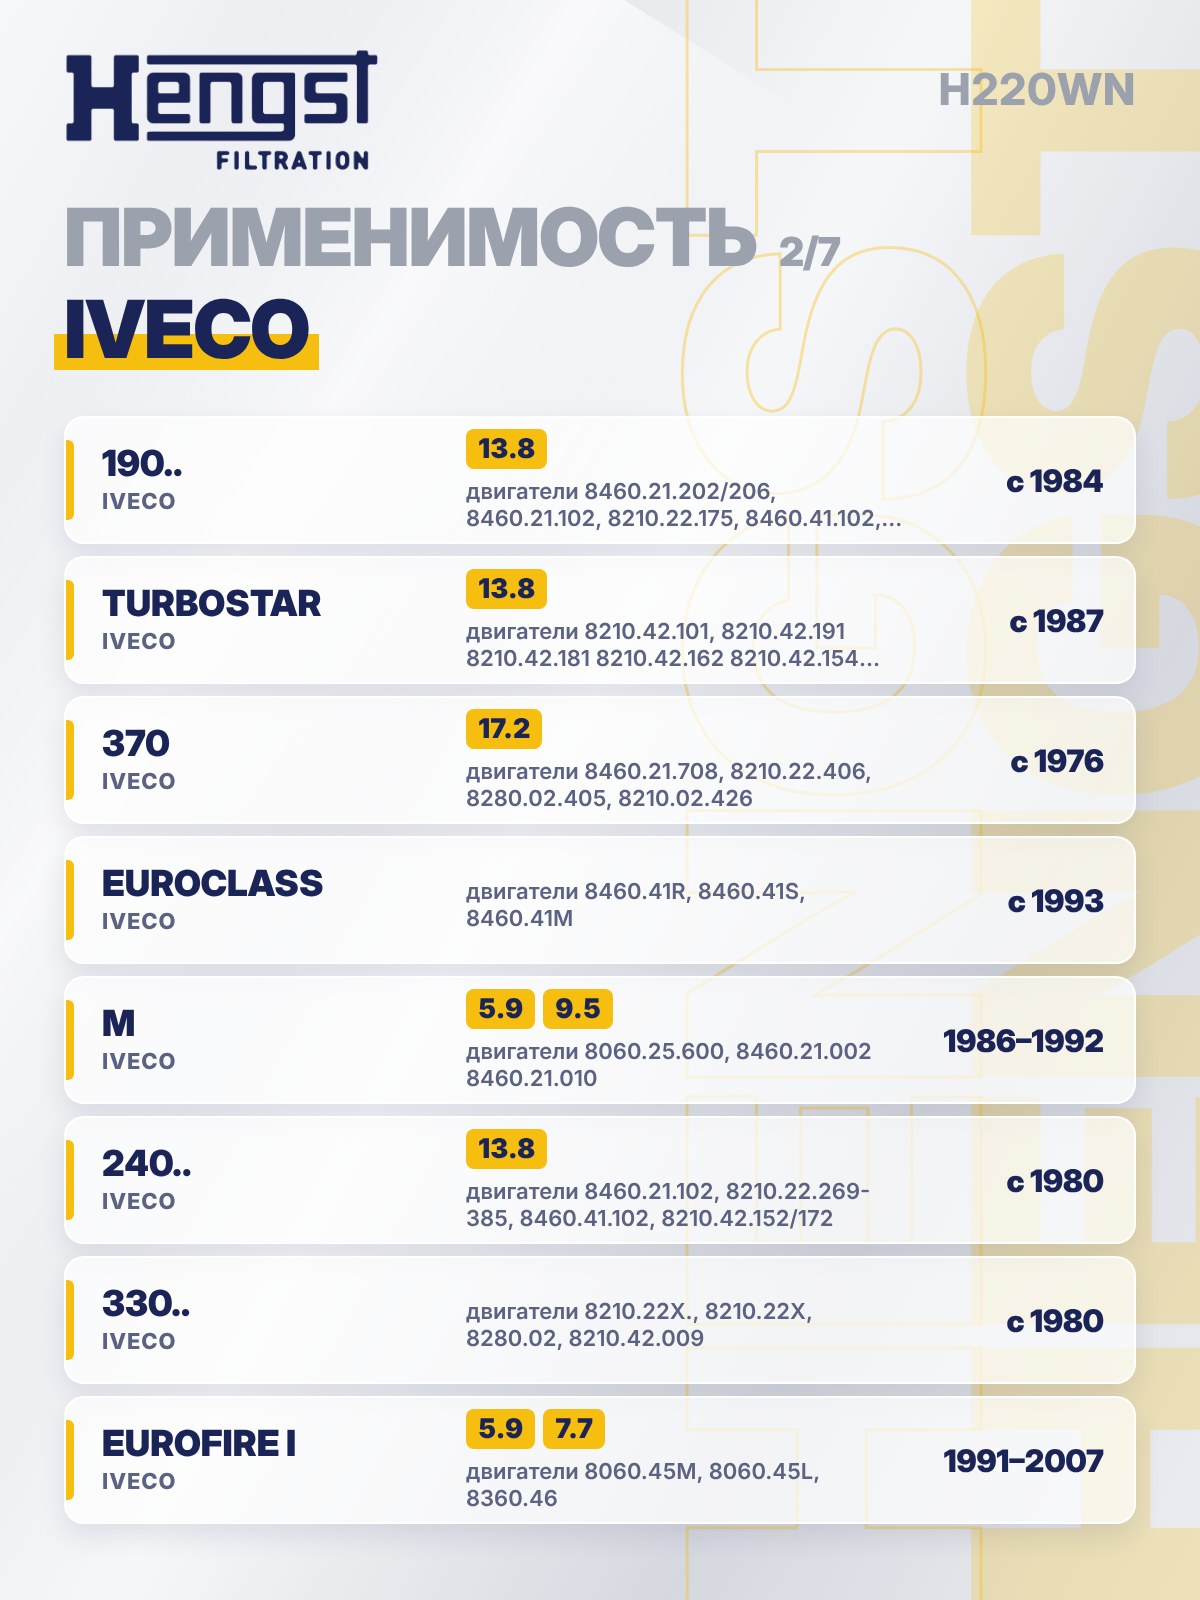 Hengst
FILTRATION
H220WN
ПРИМЕНИМОСТЬ 2/7
IVECO
190..
IVECO
13.8
двигатели 8460.21.202/206,
8460.21.102, 8210.22.175, 8460.41.102,...
с 1984
TURBOSTAR
IVECO
13.8
двигатели 8210.42.101, 8210.42.191
8210.42.181 8210.42.162 8210.42.154...
с 1987
370
IVECO
17.2
двигатели 8460.21.708, 8210.22.406,
8280.02.405, 8210.02.426
с 1976
EUROCLASS
IVECO
двигатели 8460.41R, 8460.41S,
8460.41M
с 1993
M
IVECO
5.9 9.5
двигатели 8060.25.600, 8460.21.002
8460.21.010
1986–1992
240..
IVECO
13.8
двигатели 8460.21.102, 8210.22.269-
385, 8460.41.102, 8210.42.152/172
с 1980
330..
IVECO
двигатели 8210.22X., 8210.22X,
8280.02, 8210.42.009
с 1980
EUROFIRE I
IVECO
5.9 7.7
двигатели 8060.45M, 8060.45L,
8360.46
1991–2007
HENGST
HENGST